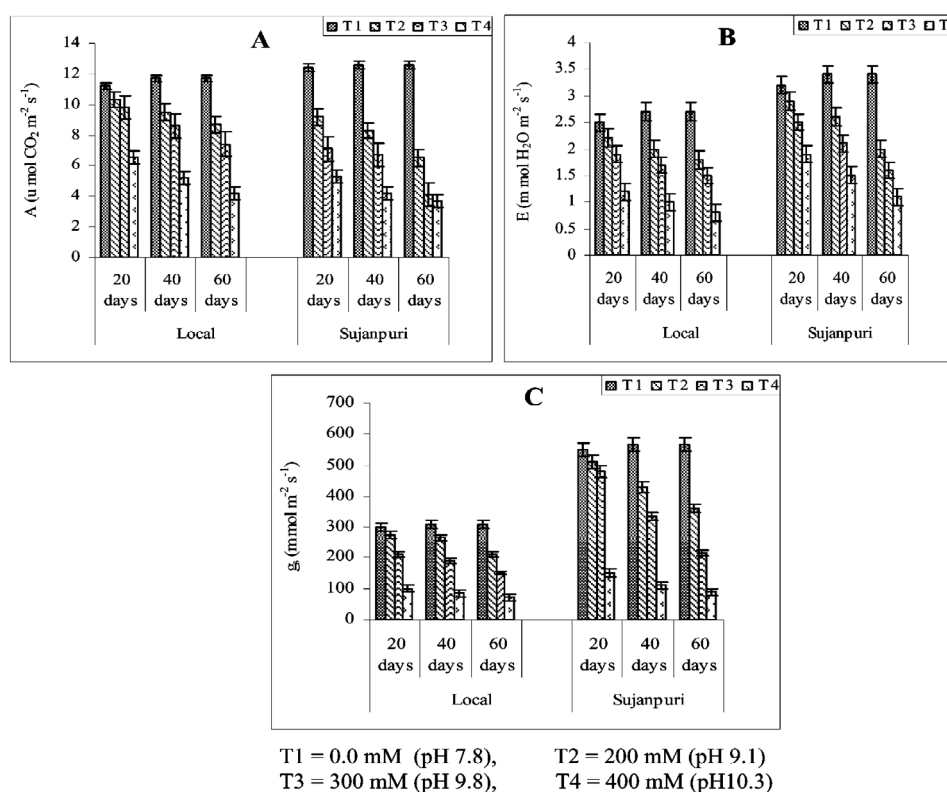 T1 T2 T3 T4
A
14
12
10
8
6
4
2
0
A (u mol CO2 m-2 s-1)
20 days 40 days 60 days 20 days 40 days 60 days
Local Sujanpuri
T1 T2 T3 T
B
4
3.5
3
2.5
2
1.5
1
0.5
0
E (m mol H2O m-2 s-1)
20 days 40 days 60 days 20 days 40 days 60 days
Local Sujanpuri
T1 T2 T3 T4
C
700
600
500
400
300
200
100
0
gs (mmol m-2 s-1)
20 days 40 days 60 days 20 days 40 days 60 days
Local Sujanpuri
T1 = 0.0 mM (pH 7.8), T2 = 200 mM (pH 9.1)
T3 = 300 mM (pH 9.8), T4 = 400 mM (pH10.3)